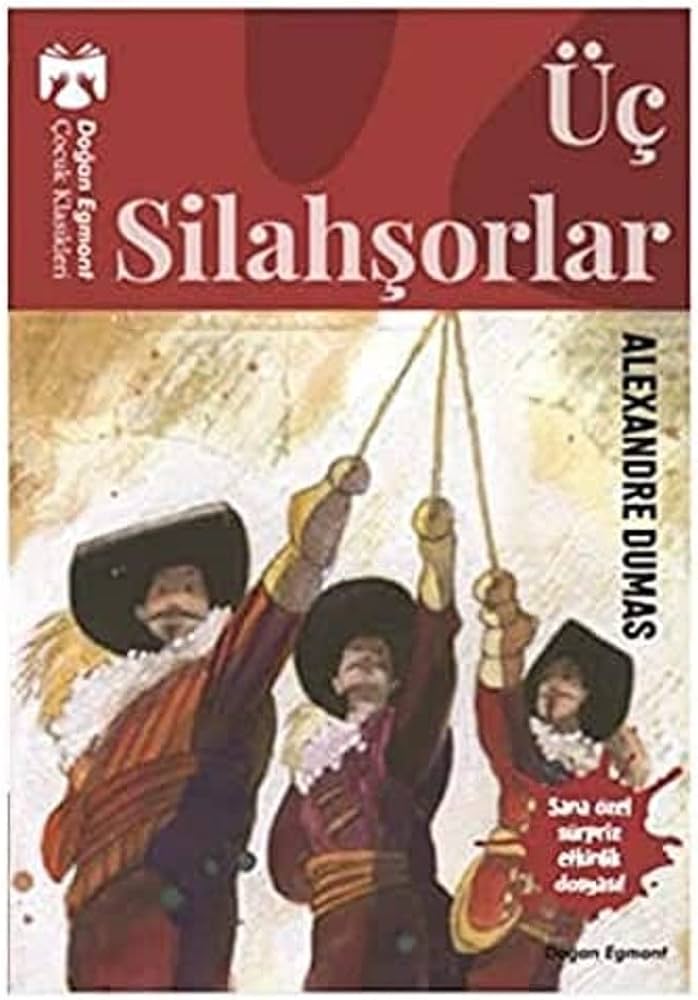 Doğan Egmont
Çocuk Klasikleri
Üç
Silahşorlar
ALEXANDRE DUMAS
Sana özel
sürpriz
etkinlik
dosyası!
Doğan Egmont